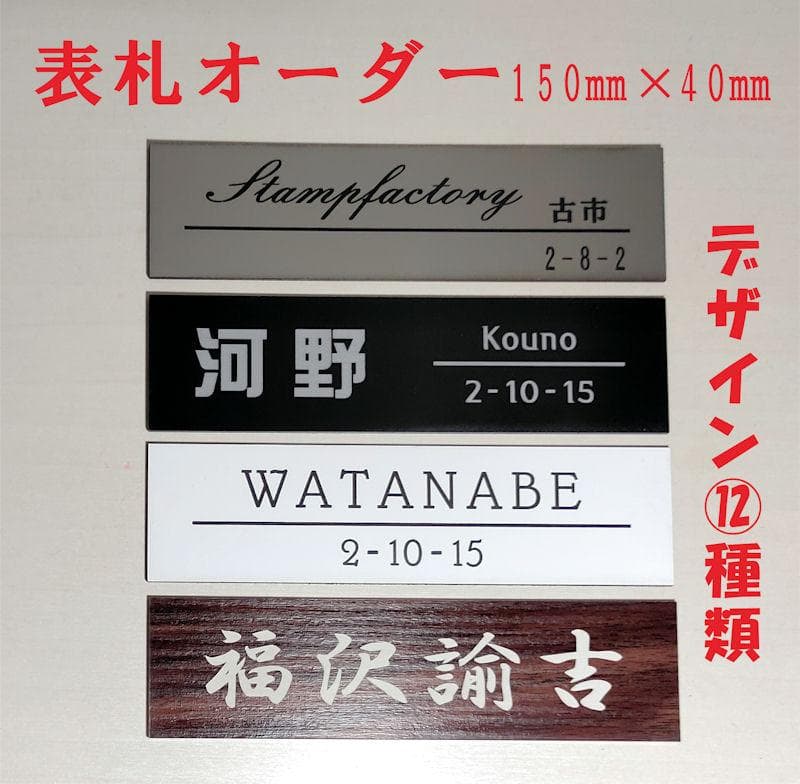 表札オーダー150㎜×40㎜
Stampfactory 古市
2-8-2
河野
Kouno
2-10-15
WATANABE
2-10-15
福沢諭吉
デザイン⑫種類